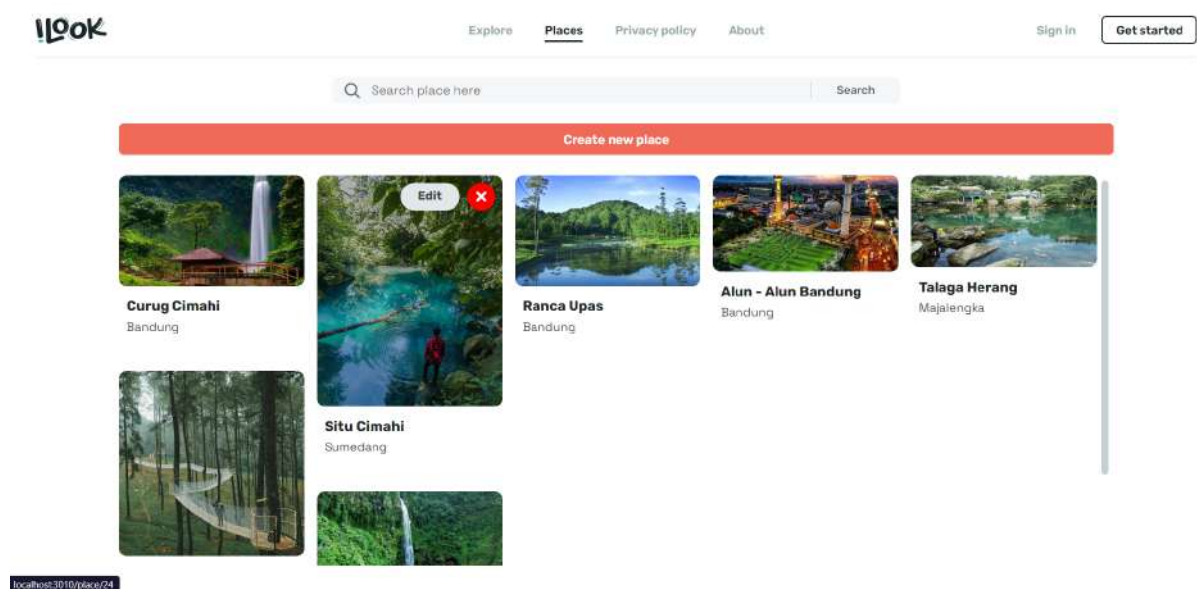 ILOOK
Explore Places Privacy policy About
Sign in Get started
Search place here Search
Create new place
Edit
Curug Cimahi
Bandung
Situ Cimahi
Sumedang
Ranca Upas
Bandung
Alun - Alun Bandung
Bandung
Talaga Herang
Majalengka
localhost:3010/place/24